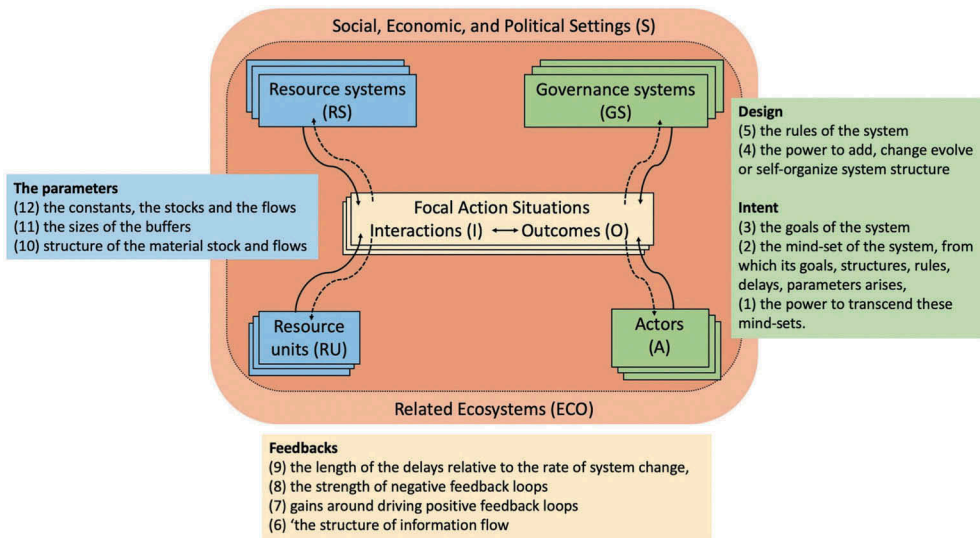 Social, Economic, and Political Settings (S)
Resource systems
(RS)
Governance systems
(GS)
The parameters
(12) the constants, the stocks and the flows
(11) the sizes of the buffers
(10) structure of the material stock and flows
Focal Action Situations
Interactions (I) ↔ Outcomes (O)
Design
(5) the rules of the system
(4) the power to add, change evolve
or self-organize system structure
Intent
(3) the goals of the system
(2) the mind-set of the system, from
which its goals, structures, rules,
delays, parameters arises,
(1) the power to transcend these
mind-sets.
Resource
units (RU)
Actors
(A)
Related Ecosystems (ECO)
Feedbacks
(9) the length of the delays relative to the rate of system change,
(8) the strength of negative feedback loops
(7) gains around driving positive feedback loops
(6) ‘the structure of information flow